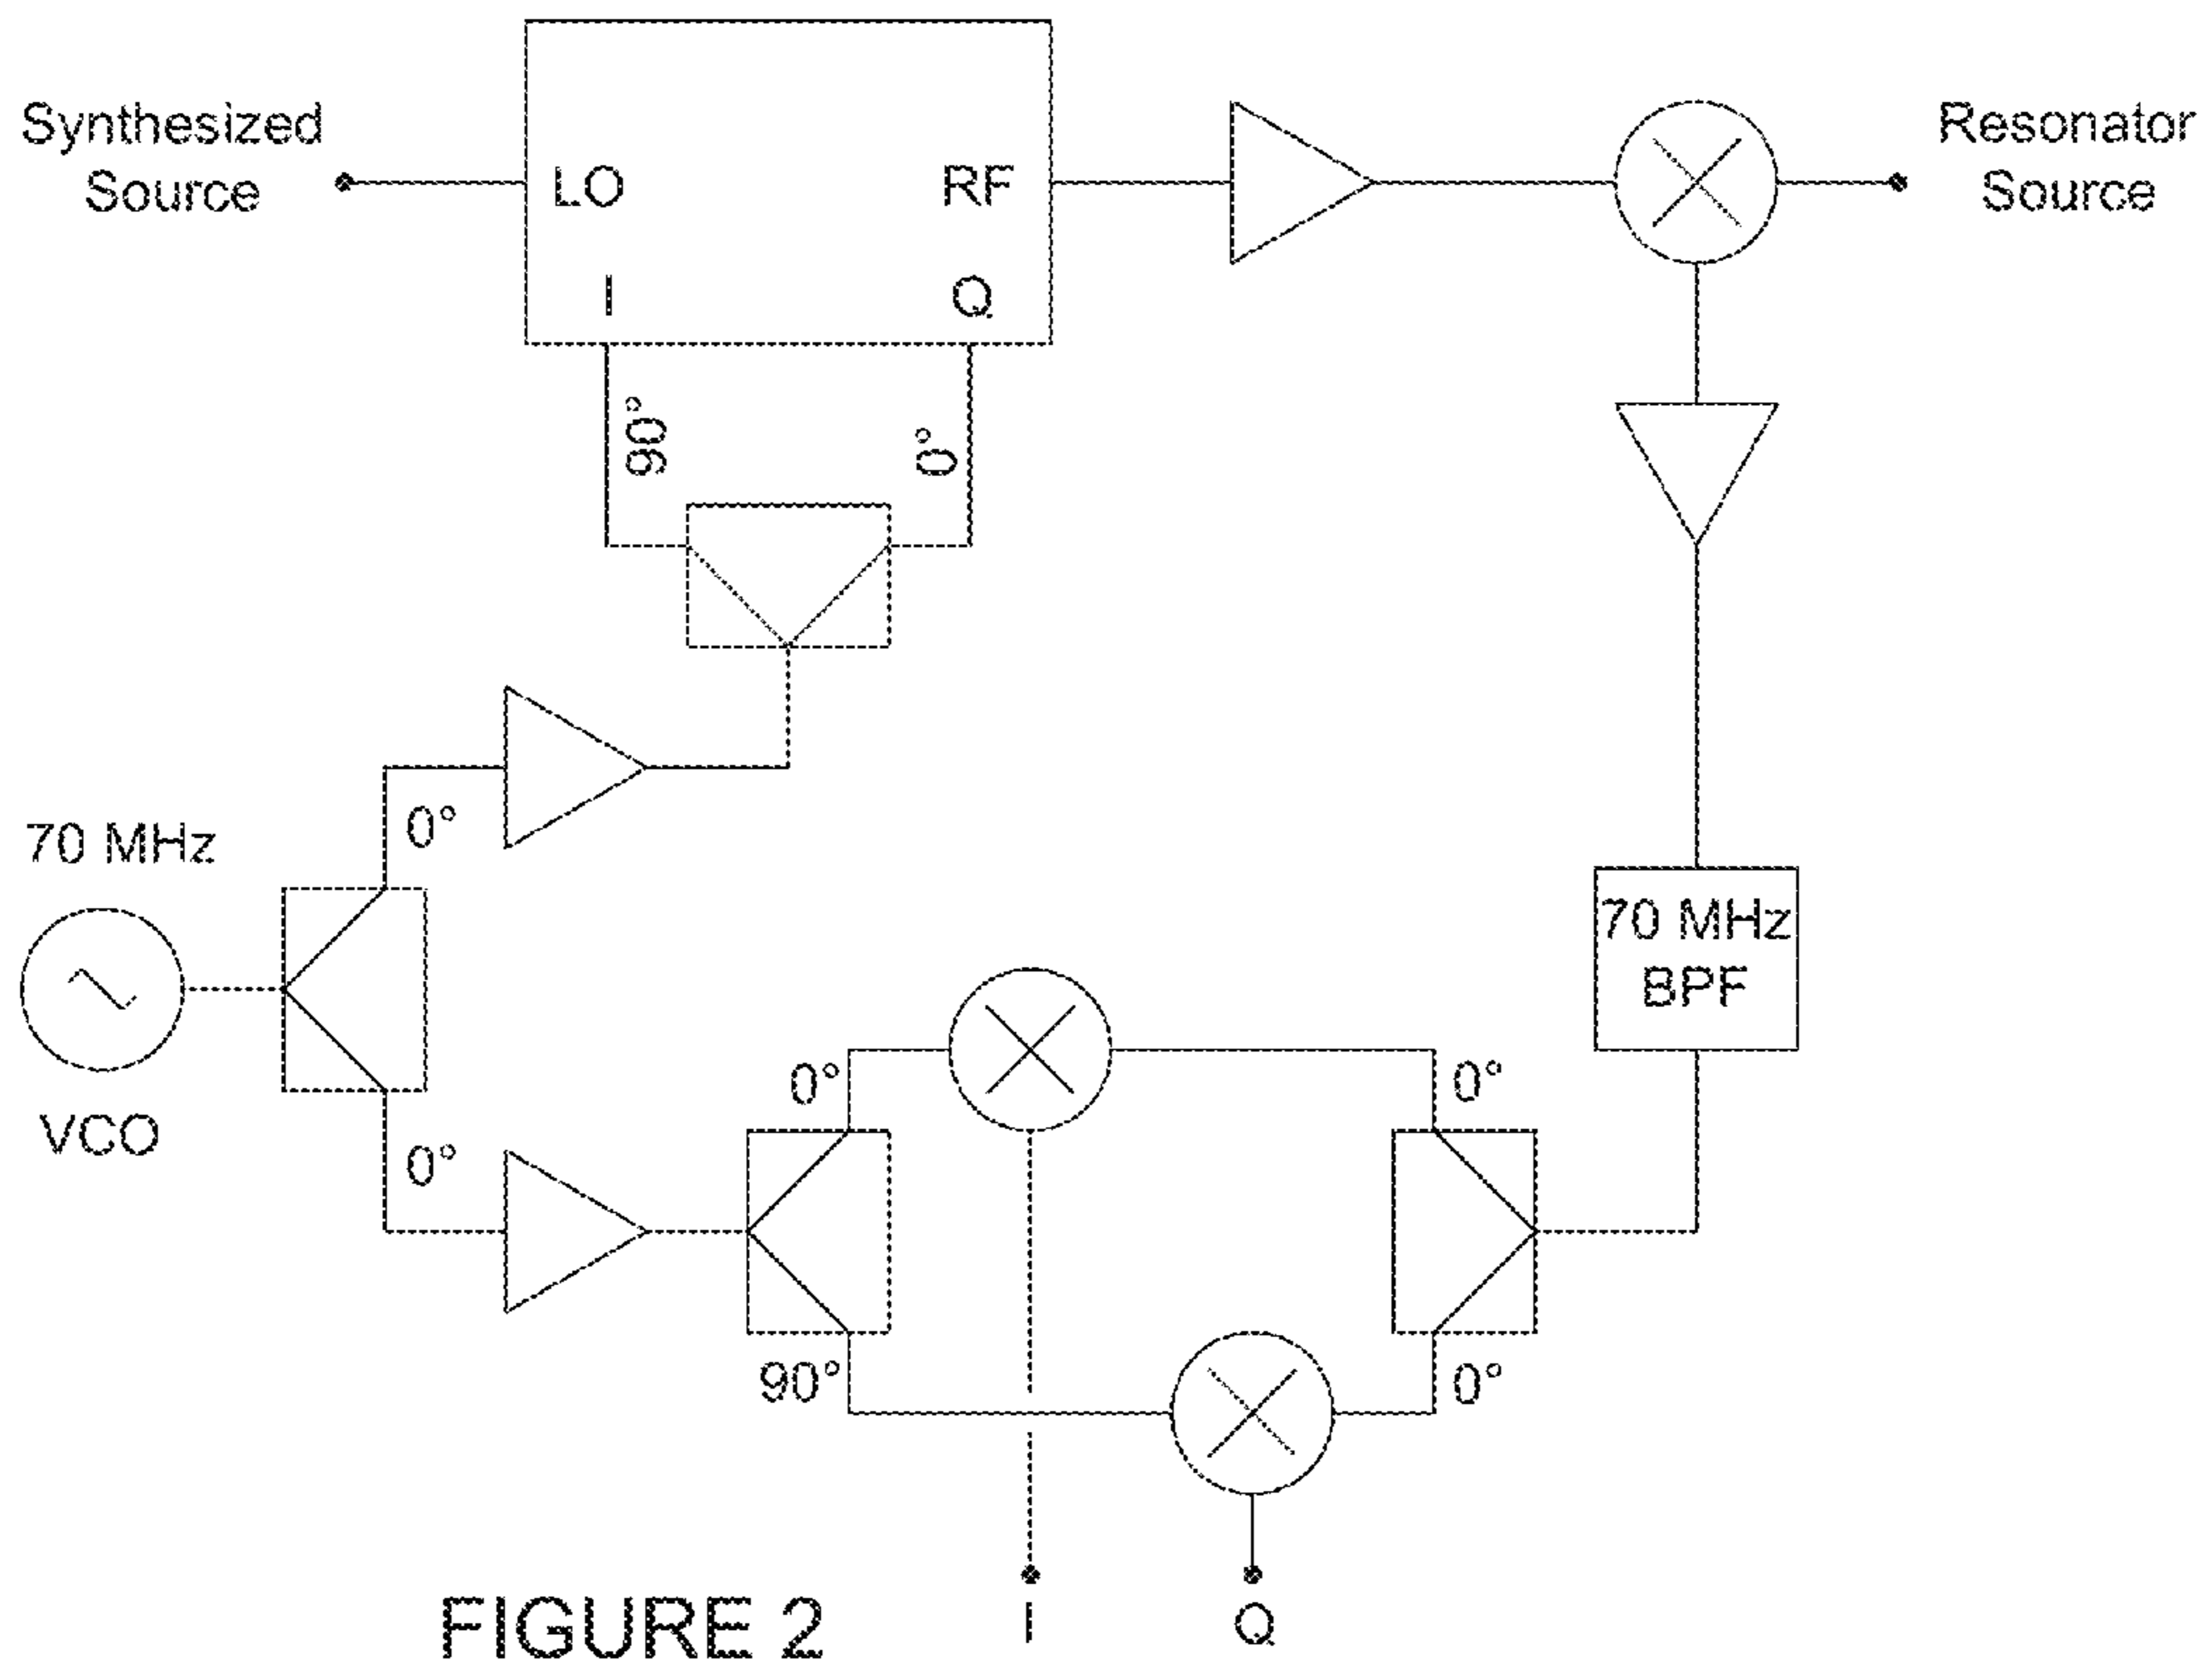 Synthesized
Source
LO
RF
I
Q
Resonator
Source
90°
0°
0°
70 MHz
VCO
0°
70 MHz
BPF
0°
0°
90°
0°
I
Q
FIGURE 2